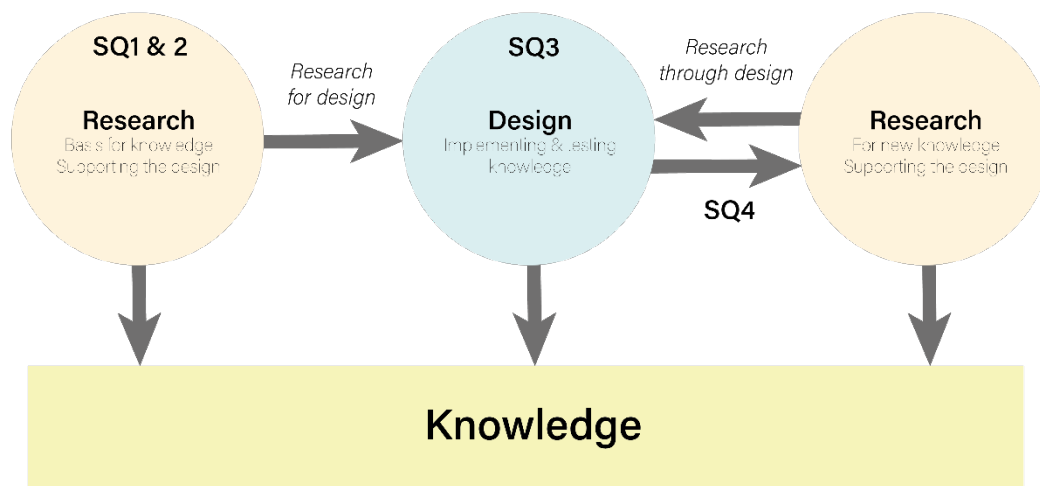 SQ1 & 2
Research
Basis for knowledge
Supporting the design
Research
for design
SQ3
Design
Implementing & testing
knowledge
Research
through design
SQ4
Research
For new knowledge
Supporting the design
Knowledge